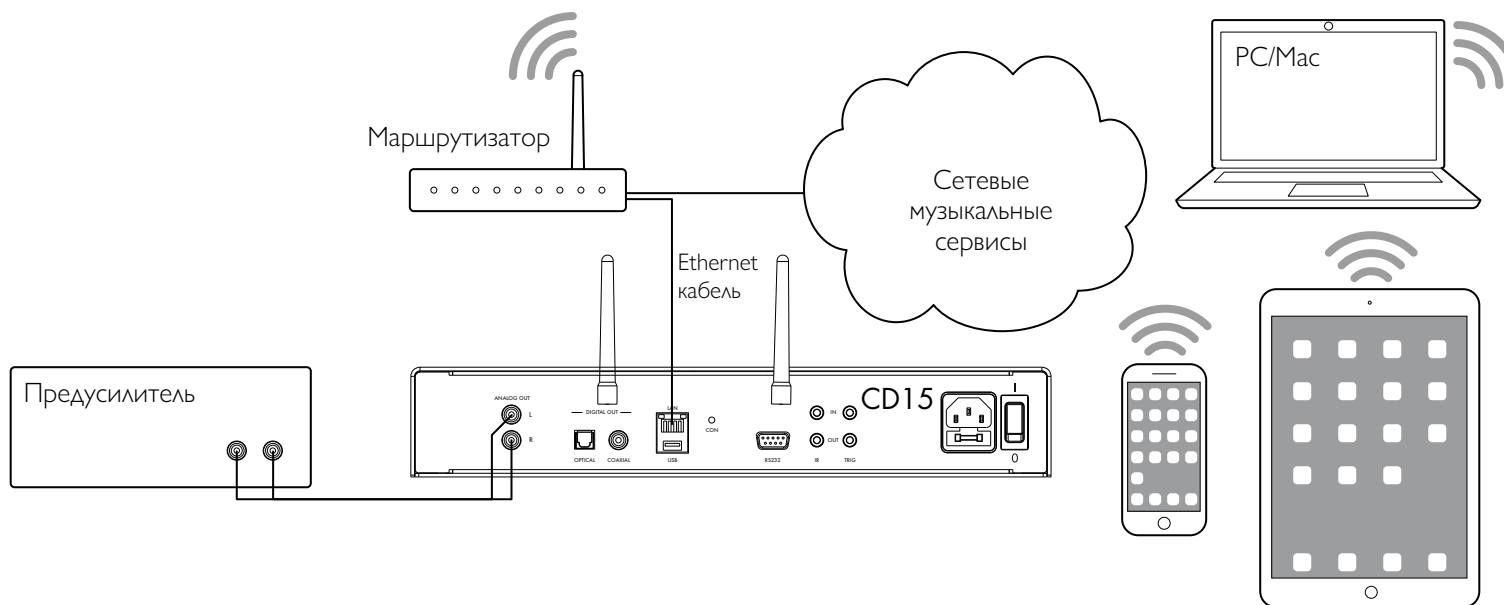 PC/Mac
Маршрутизатор
Сетевые
музыкальные
сервисы
Ethernet
кабель
Предусилитель
ANALOG OUT
L
R
DIGITAL OUT
OPTICAL
COAXIAL
LAN
USB
CON
RS232
IN
OUT
IR
TRIG
CD15
I
0